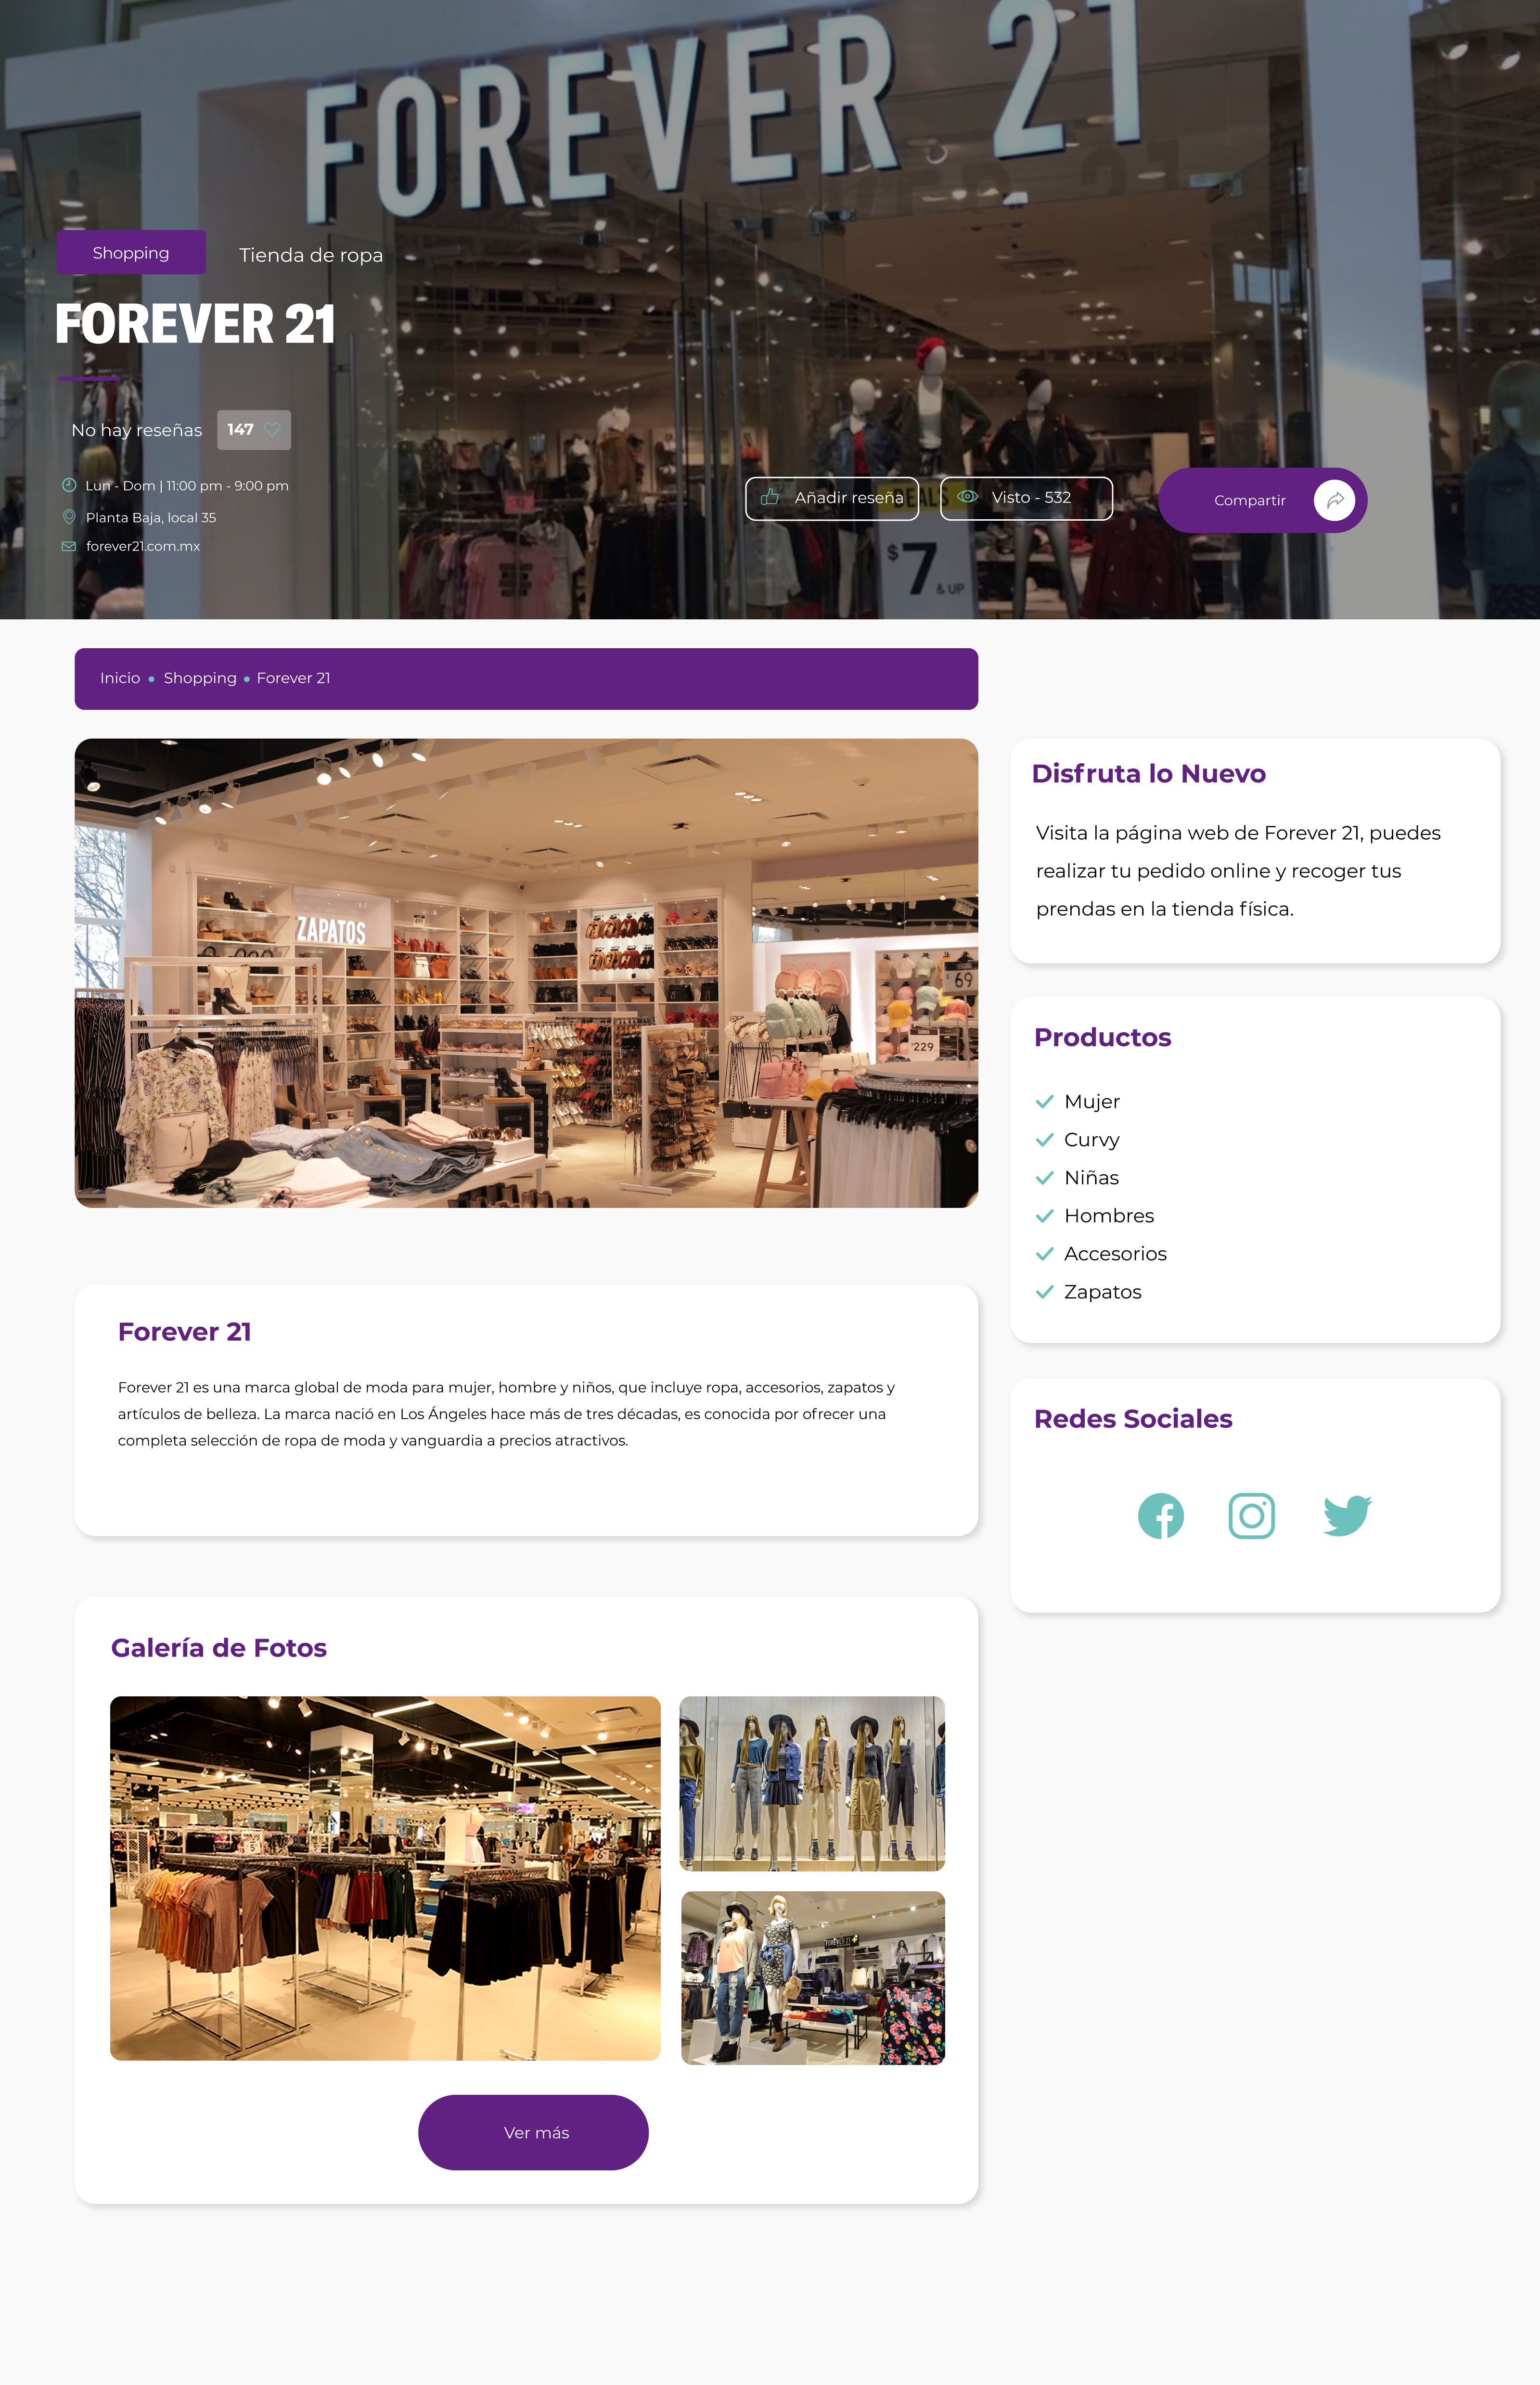 FOREVER 21
Shopping
Tienda de ropa
FOREVER 21
No hay reseñas
147
Lun - Dom | 11:00 pm - 9:00 pm
Planta Baja, local 35
forever21.com.mx
Añadir reseña
Visto - 532
Compartir
DEALS
$7
& UP
Inicio • Shopping • Forever 21
ZAPATOS
69
229
Disfruta lo Nuevo
Visita la página web de Forever 21, puedes
realizar tu pedido online y recoger tus
prendas en la tienda física.
Productos
Mujer
Curvy
Niñas
Hombres
Accesorios
Zapatos
Forever 21
Forever 21 es una marca global de moda para mujer, hombre y niños, que incluye ropa, accesorios, zapatos y
artículos de belleza. La marca nació en Los Ángeles hace más de tres décadas, es conocida por ofrecer una
completa selección de ropa de moda y vanguardia a precios atractivos.
Redes Sociales
Galería de Fotos
3
FOREVER 21
Ver más